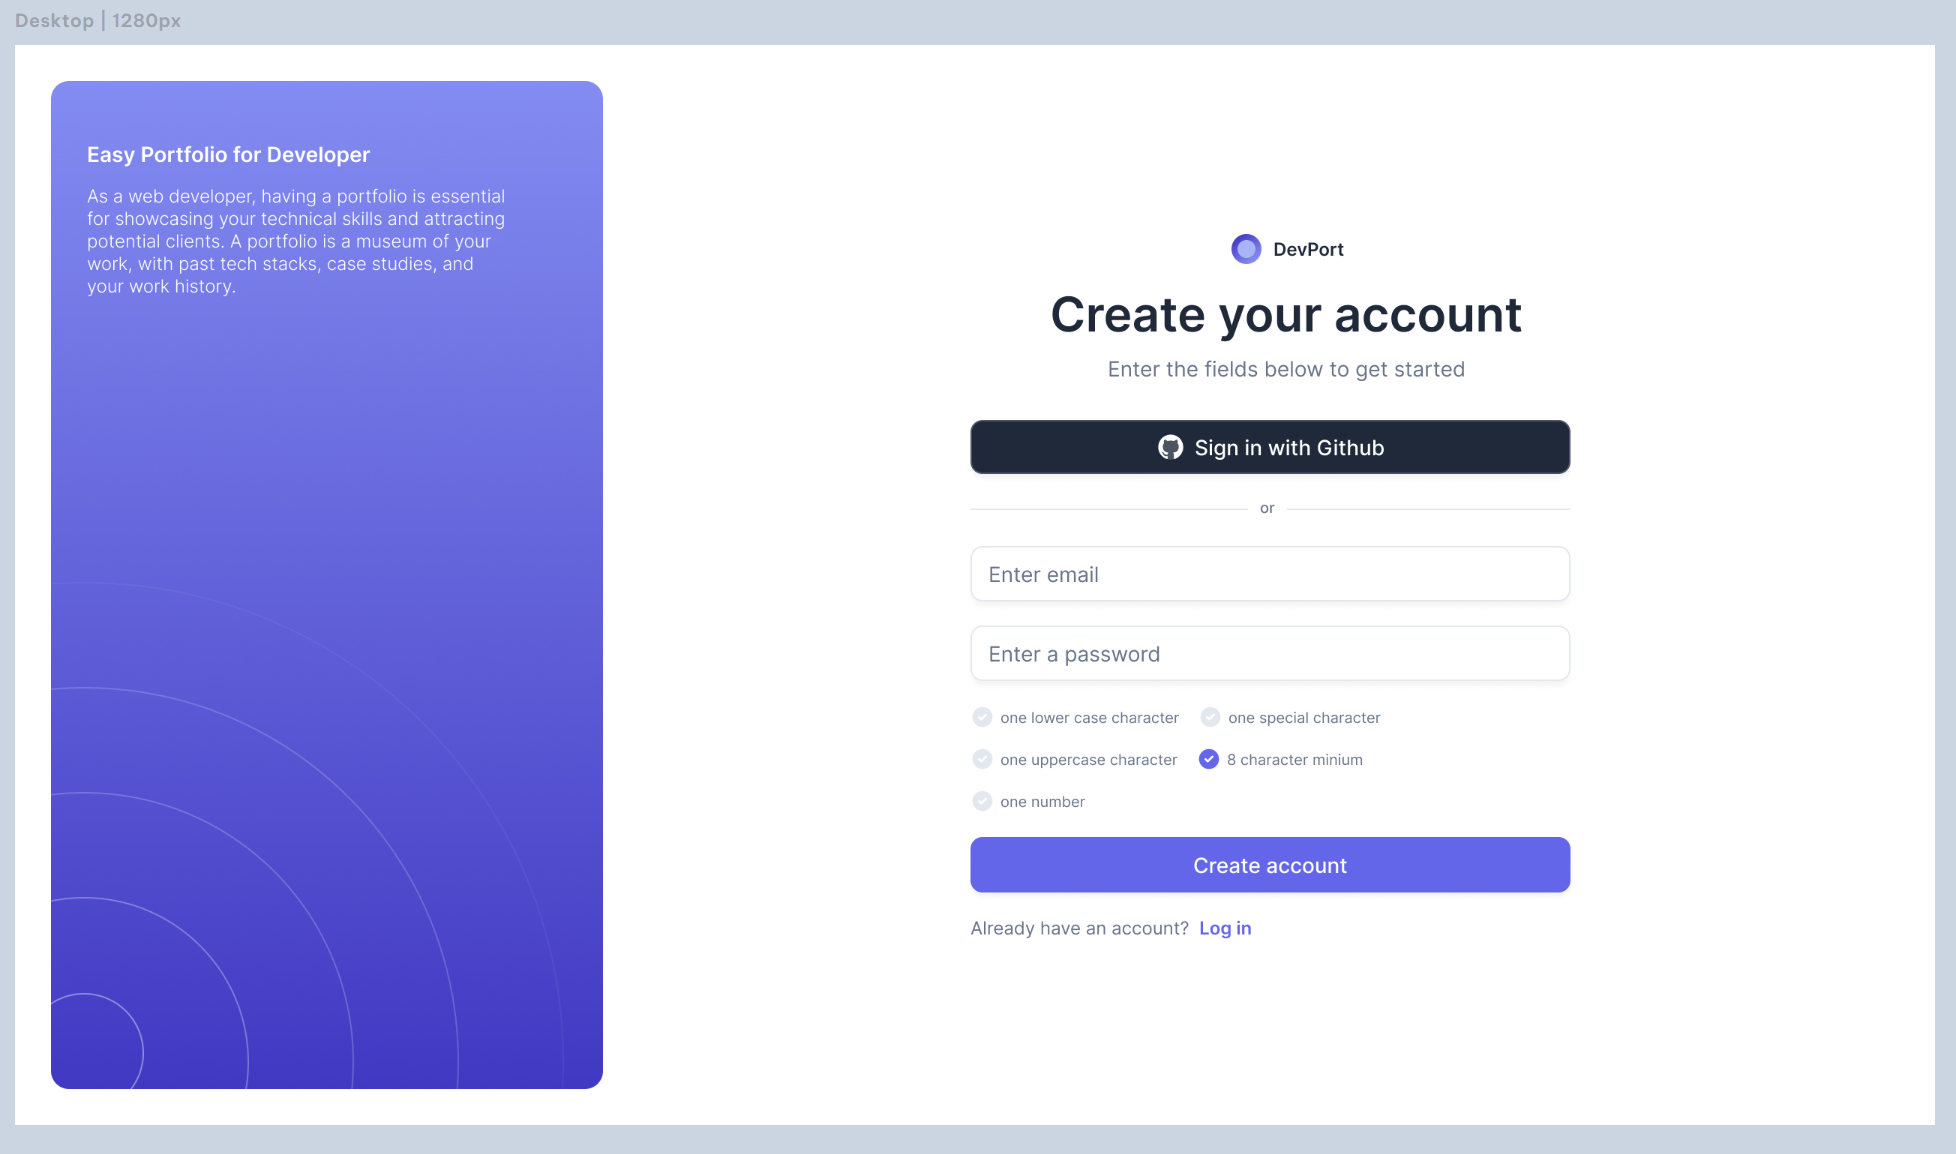 Desktop | 1280px
Easy Portfolio for Developer
As a web developer, having a portfolio is essential
for showcasing your technical skills and attracting
potential clients. A portfolio is a museum of your
work, with past tech stacks, case studies, and
your work history.
DevPort
Create your account
Enter the fields below to get started
Sign in with Github
or
Enter email
Enter a password
one lower case character
one special character
one uppercase character
8 character minium
one number
Create account
Already have an account? Log in